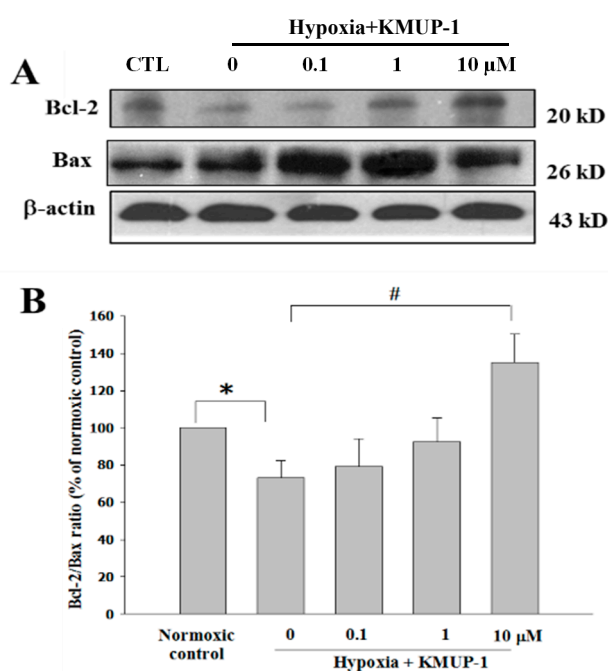 Hypoxia+KMUP-1
A
CTL 0 0.1 1 10 μM
Bcl-2 20 kD
Bax 26 kD
β-actin 43 kD
B
#
*
Bcl-2/Bax ratio (% of normoxic control)
160
140
120
100
80
60
40
20
0
Normoxic control
0 0.1 1 10 μM
Hypoxia + KMUP-1